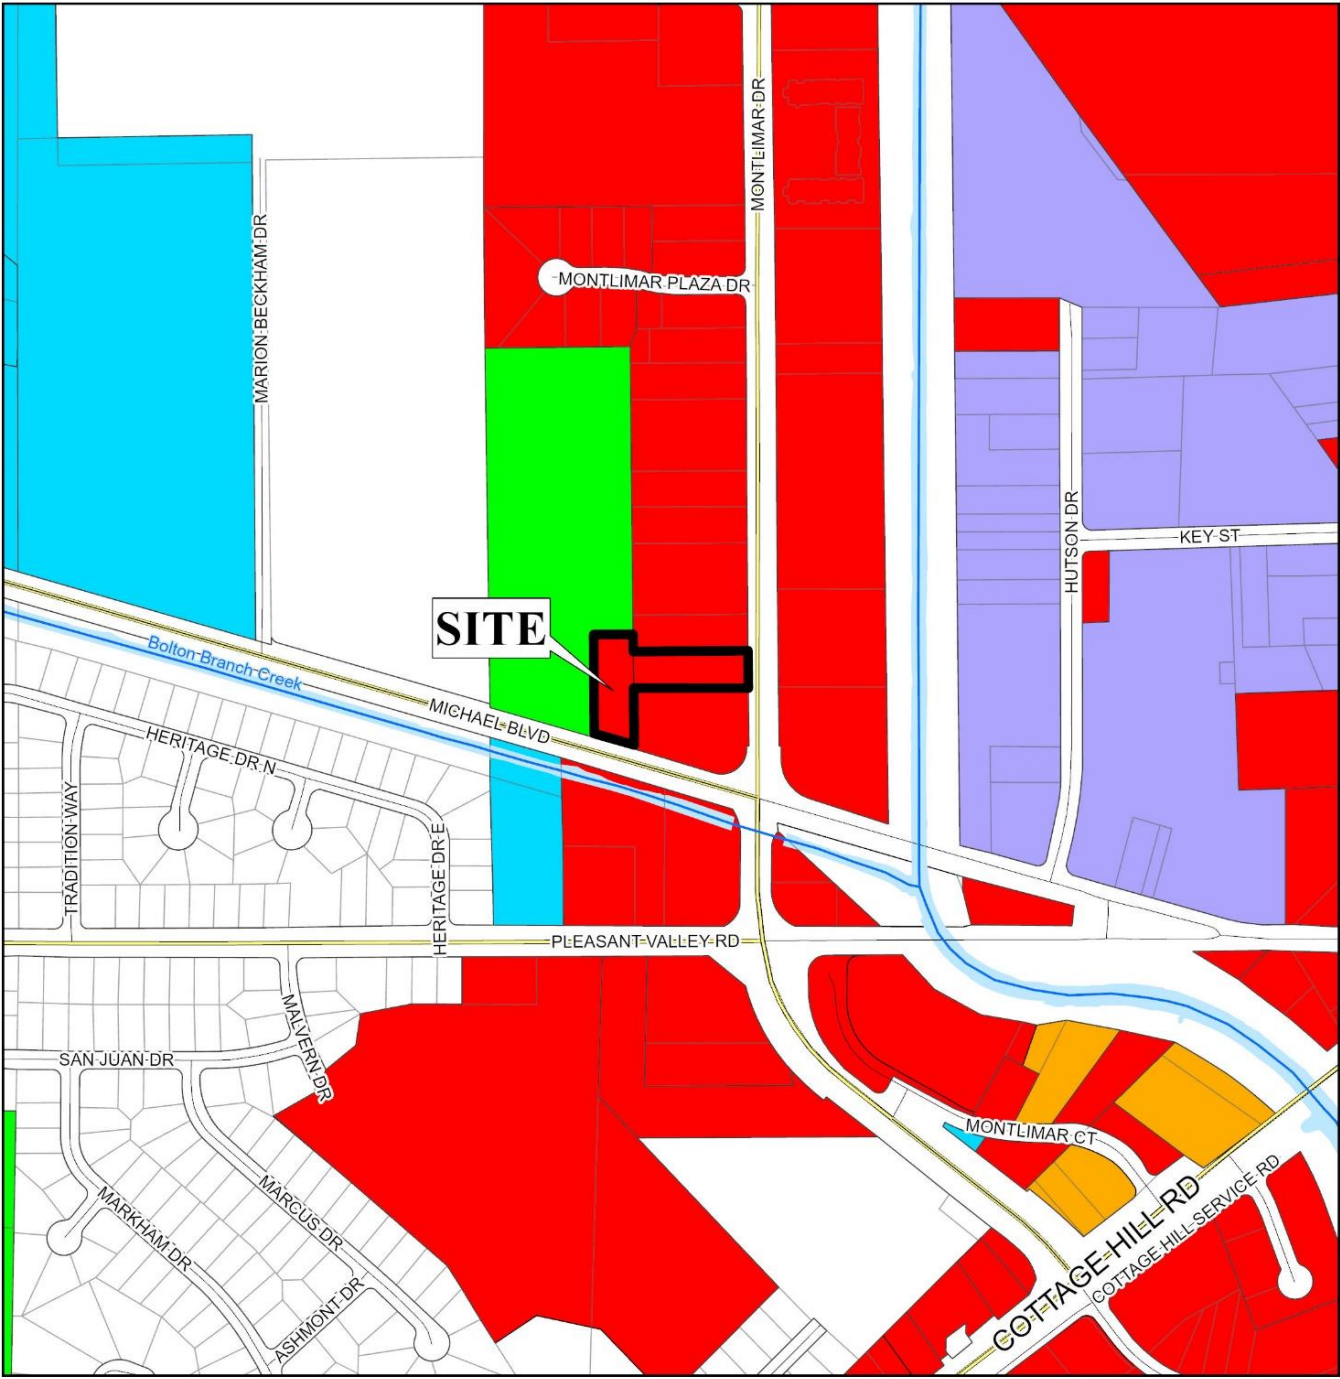 MONTLIMAR DR
MARION BECKHAM DR
MONTLIMAR PLAZA DR
HUTSON DR
KEY ST
SITE
Bolton Branch Creek
MICHAEL BLVD
HERITAGE DR N
TRADITION WAY
HERITAGE DR E
PLEASANT VALLEY RD
MALVERN DR
SAN JUAN DR
MONTLIMAR CT
MARKHAM DR
MARCUS DR
COTTAGE HILL RD
COTTAGE HILL SERVICE RD
ASHMONT DR